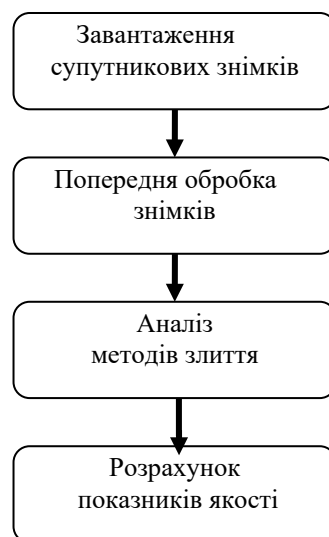 Завантаження
супутникових знімків
Попередня обробка
знімків
Аналіз
методів злиття
Розрахунок
показників якості